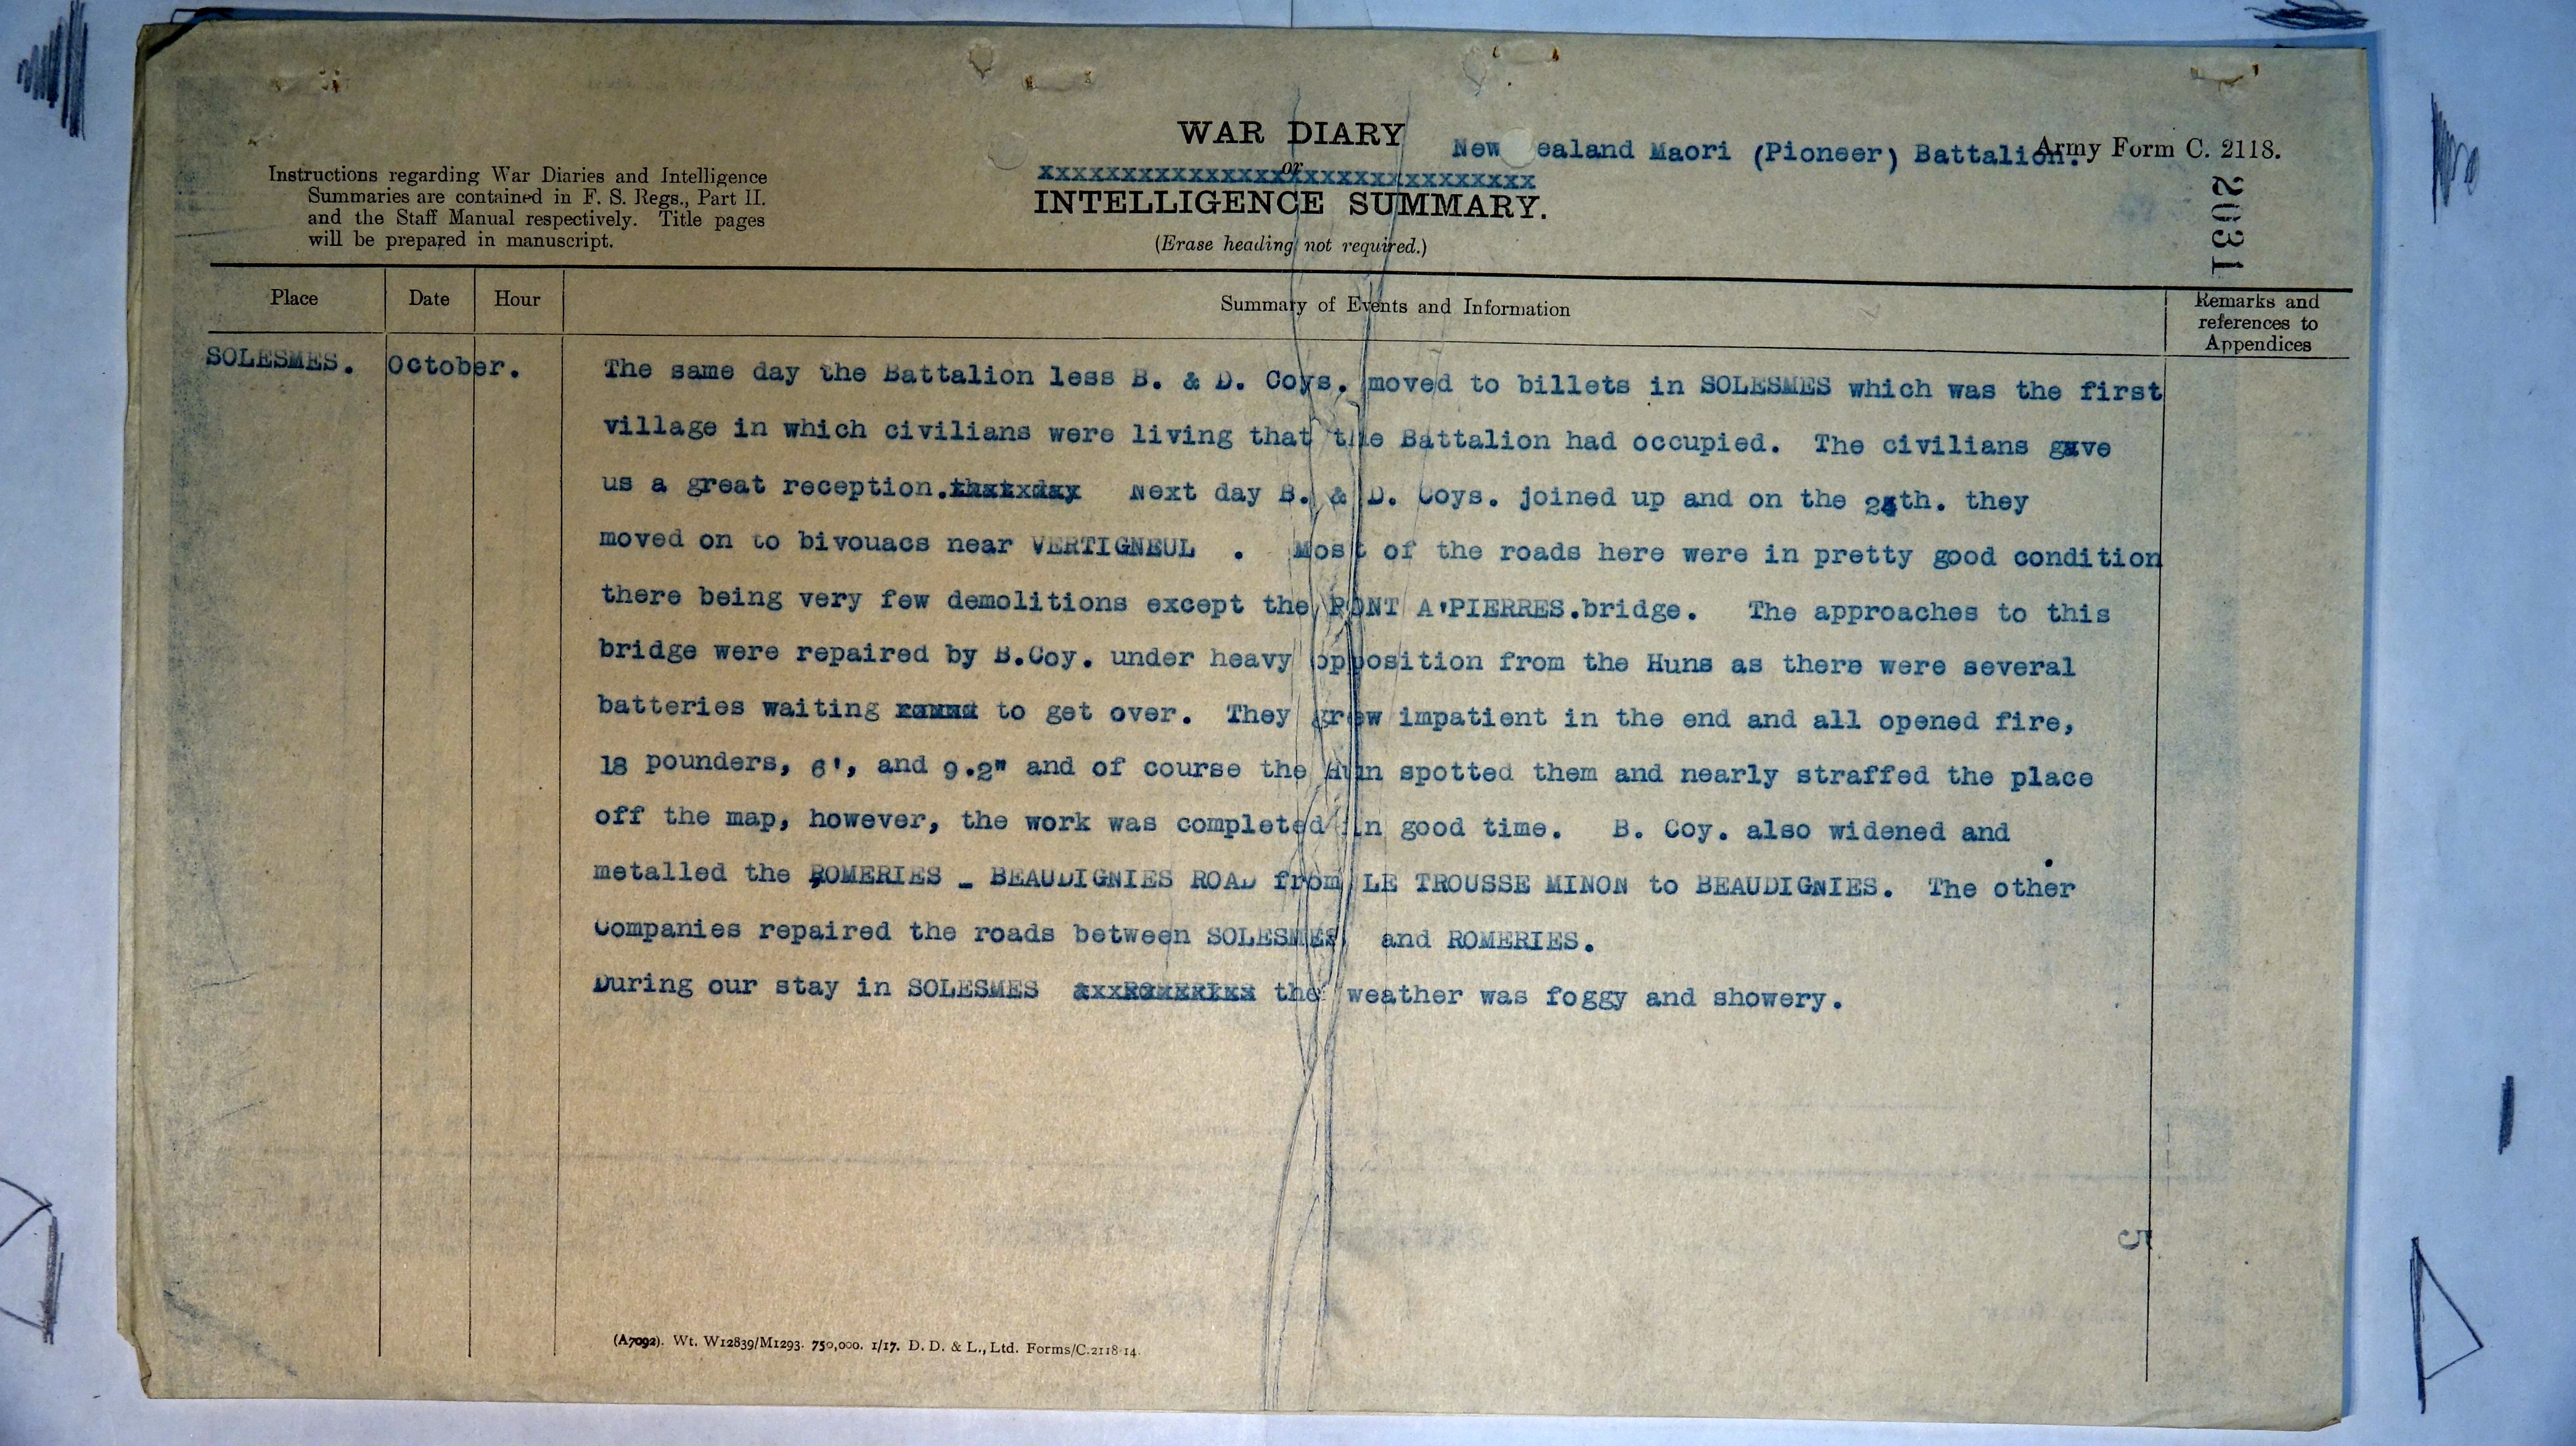 WAR DIARY
New ealand Maori (Pioneer) Battalion.
Army Form C. 2118.
or
xxxxxxxxxxxxxxxxxxxxxxxxxxxxxx
INTELLIGENCE SUMMARY.
(Erase heading not required.)
Instructions regarding War Diaries and Intelligence
Summaries are contained in F. S. Regs., Part II.
and the Staff Manual respectively. Title pages
will be prepared in manuscript.
2031
Place Date Hour Summary of Events and Information Remarks and
references to
Appendices
SOLESMES. October. The same day the Battalion less B. & D. Coys. moved to billets in SOLESMES which was the first
village in which civilians were living that the Battalion had occupied. The civilians gave
us a great reception. Next day B. & D. Coys. joined up and on the th. they
moved on to bivouacs near VERTIGNEUL .  Most of the roads here were in pretty good condition
there being very few demolitions except the PONT A'PIERRES.bridge. The approaches to this
bridge were repaired by B.Coy. under heavy opposition from the Huns as there were several
batteries waiting to get over. They grew impatient in the end and all opened fire,
18 pounders, 6', and 9.2" and of course the Hun spotted them and nearly straffed the place
off the map, however, the work was completed in good time. B. Coy. also widened and
metalled the ROMERIES _ BEAUDIGNIES ROAD from LE TROUSSE MINON to BEAUDIGNIES. The other
Companies repaired the roads between SOLESMES and ROMERIES.
During our stay in SOLESMES the weather was foggy and showery.
5
(A7092). Wt. W12839/M1293. 750,000. 1/17. D. D. & L., Ltd. Forms/C.2118/14.